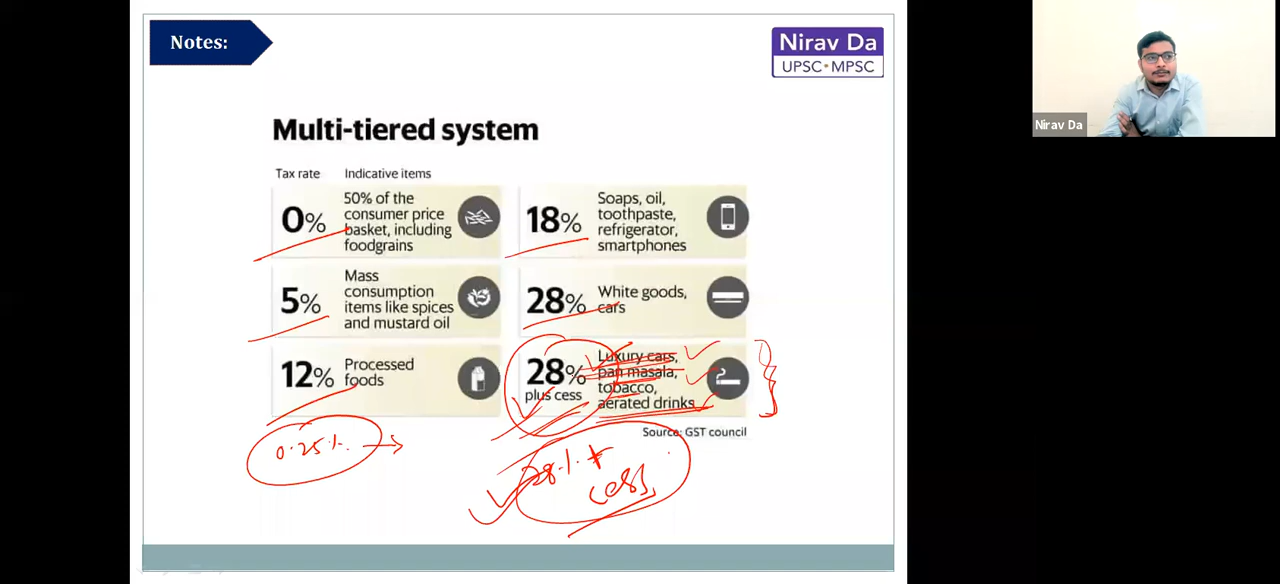 Notes:
Nirav Da
UPSC•MPSC
Nirav Da
Multi-tiered system
Tax rate
Indicative items
0%
50% of the
consumer price
basket, including
foodgrains
5%
Mass
consumption
items like spices
and mustard oil
12%
Processed
foods
18%
Soaps, oil,
toothpaste,
refrigerator,
smartphones
28%
White goods,
cars
28%
plus cess
Luxury cars,
pan masala,
tobacco,
aerated drinks
Source: GST council
0.25%
28% +
cess